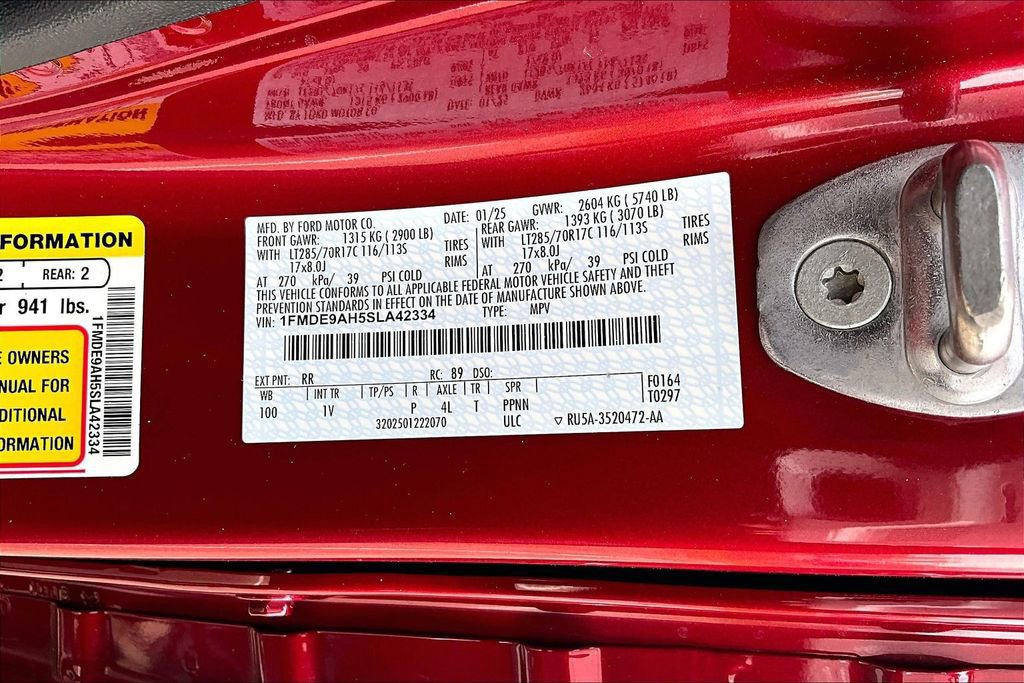 FORMATION
2 REAR: 2
r 941 lbs.
E OWNERS
NUAL FOR
DITIONAL
ORMATION
1FMDE9AH5SLA42334
MFD. BY FORD MOTOR CO. DATE: 01/25 GVWR: 2604 KG ( 5740 LB)
FRONT GAWR: 1315 KG ( 2900 LB) REAR GAWR: 1393 KG ( 3070 LB)
WITH LT285/70R17C 116/113S TIRES WITH LT285/70R17C 116/113S TIRES
17x8.0J RIMS 17x8.0J RIMS
AT 270 kPa/ 39 PSI COLD AT 270 kPa/ 39 PSI COLD
THIS VEHICLE CONFORMS TO ALL APPLICABLE FEDERAL MOTOR VEHICLE SAFETY AND THEFT
PREVENTION STANDARDS IN EFFECT ON THE DATE OF MANUFACTURE SHOWN ABOVE.
VIN: 1FMDE9AH5SLA42334 TYPE: MPV
EXT PNT: RR RC: 89 DSO:
WB INT TR TP/PS R AXLE TR SPR F0164
100 1V P 4L T PPNN T0297
3202501222070 ULC ▽ RU5A-3520472-AA